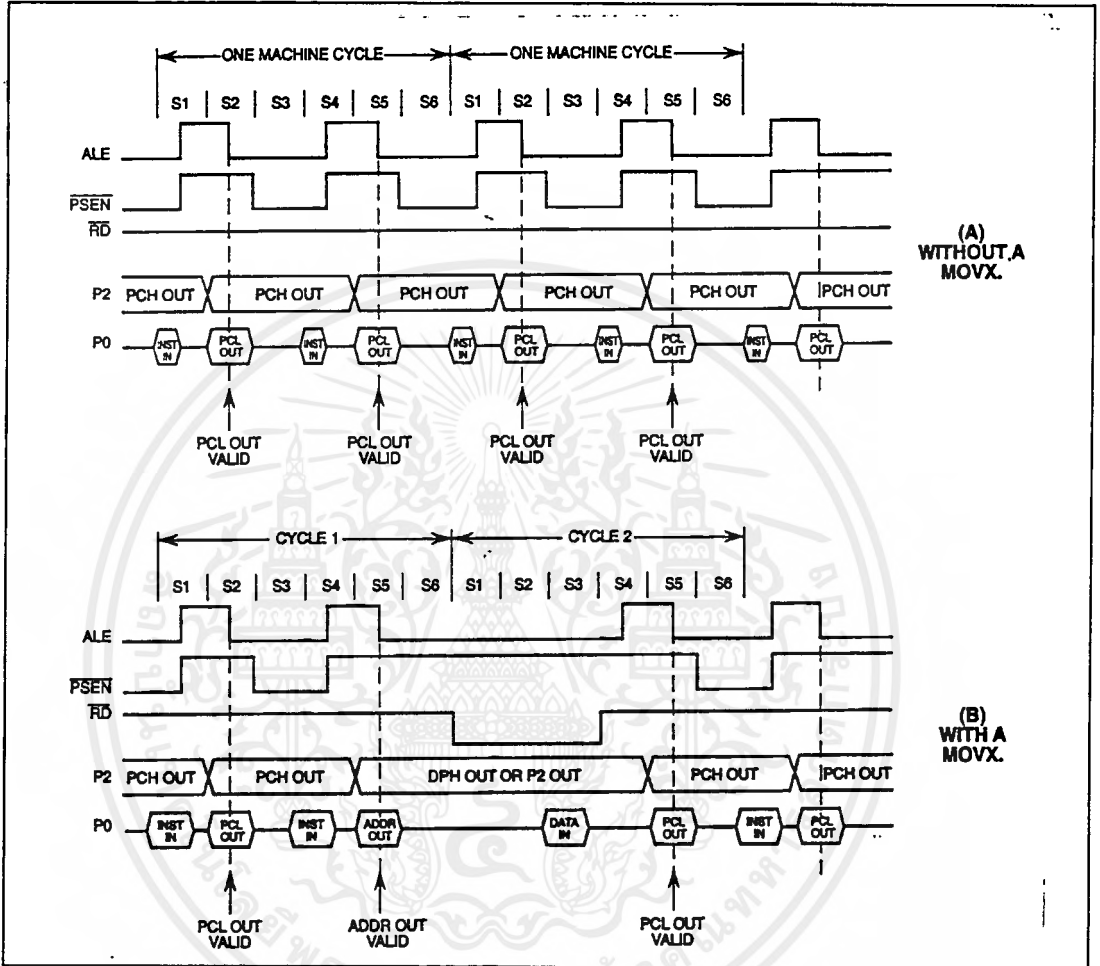 ONE MACHINE CYCLE ONE MACHINE CYCLE
S1 S2 S3 S4 S5 S6 S1 S2 S3 S4 S5 S6
ALE
PSEN
RD
(A)
WITHOUT A
MOVX.
P2 PCH OUT PCH OUT PCH OUT PCH OUT PCH OUT PCH OUT
P0 INST IN PCL OUT INST IN PCL OUT INST IN PCL OUT INST IN PCL OUT INST IN PCL OUT
PCL OUT VALID PCL OUT VALID PCL OUT VALID PCL OUT VALID
CYCLE 1 CYCLE 2
S1 S2 S3 S4 S5 S6 S1 S2 S3 S4 S5 S6
ALE
PSEN
RD
(B)
WITH A
MOVX.
P2 PCH OUT PCH OUT DPH OUT OR P2 OUT PCH OUT PCH OUT
P0 INST IN PCL OUT INST IN ADDR OUT DATA IN PCL OUT INST IN PCL OUT
PCL OUT VALID ADDR OUT VALID PCL OUT VALID